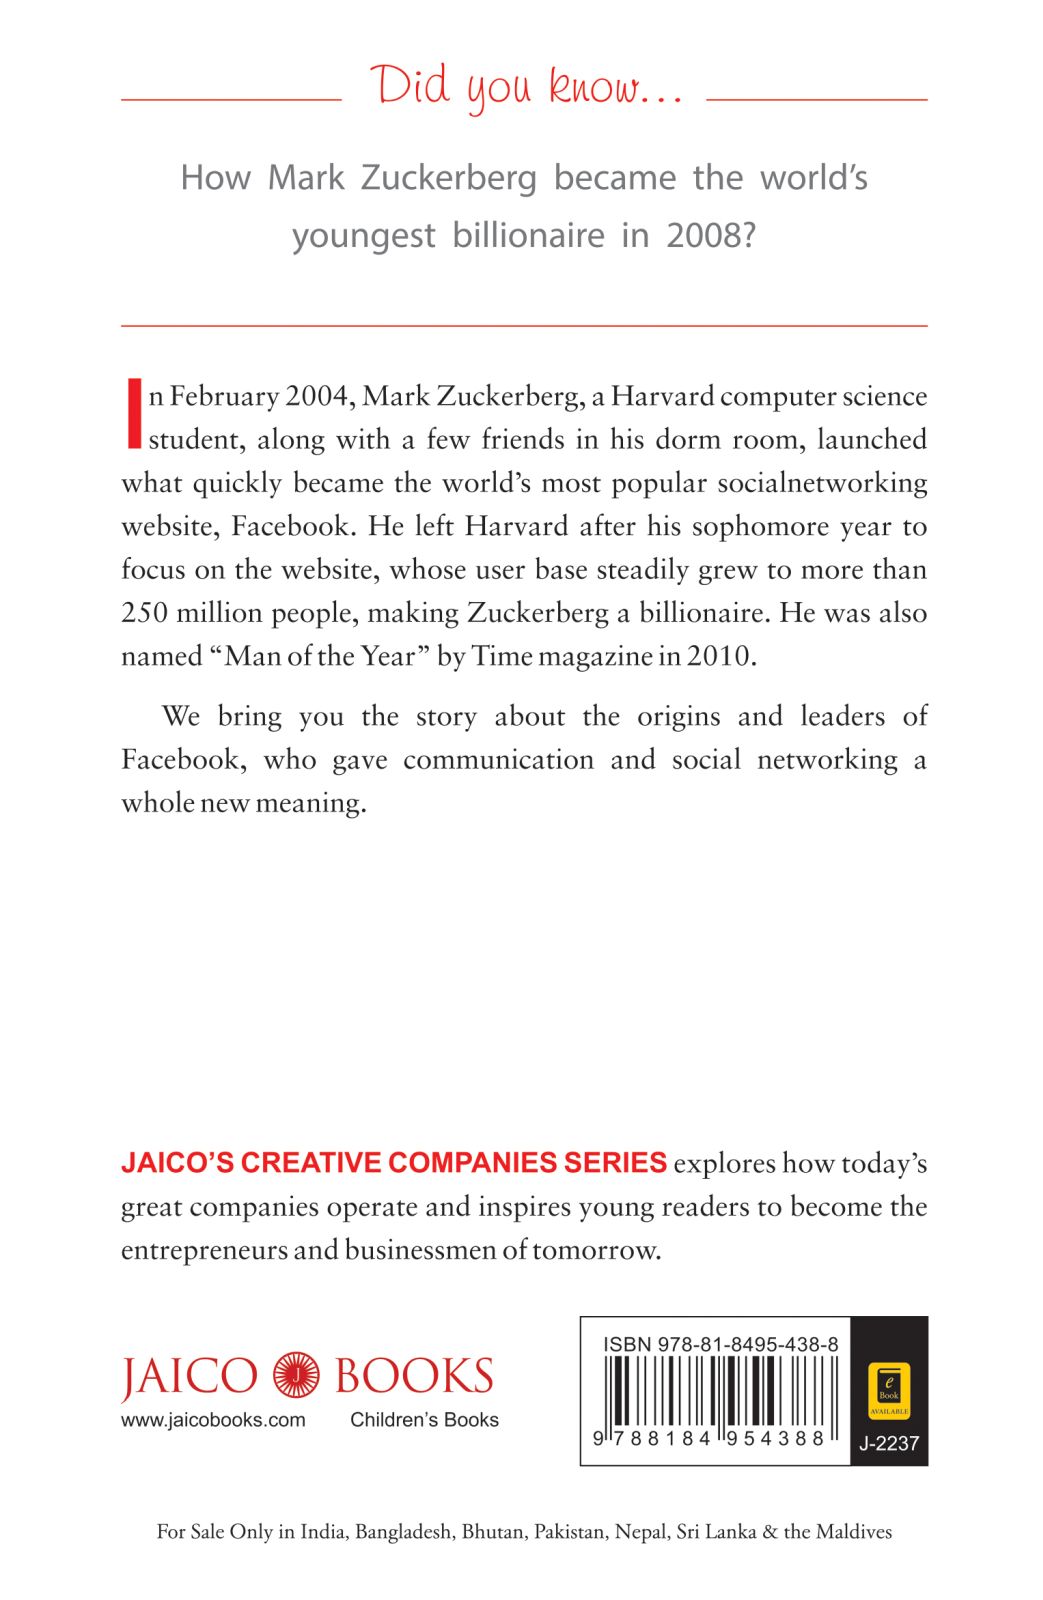 Did you know...
How Mark Zuckerberg became the world's
youngest billionaire in 2008?
In February 2004, Mark Zuckerberg, a Harvard computer science
student, along with a few friends in his dorm room, launched
what quickly became the world's most popular socialnetworking
website, Facebook. He left Harvard after his sophomore year to
focus on the website, whose user base steadily grew to more than
250 million people, making Zuckerberg a billionaire. He was also
named “Man of the Year” by Time magazine in 2010.
We bring you the story about the origins and leaders of
Facebook, who gave communication and social networking a
whole new meaning.
JAICO’S CREATIVE COMPANIES SERIES explores how today’s
great companies operate and inspires young readers to become the
entrepreneurs and businessmen of tomorrow.
JAICO J BOOKS
www.jaicobooks.com Children’s Books
ISBN 978-81-8495-438-8
9 788184 954388
e
Book
AVAILABLE
J-2237
For Sale Only in India, Bangladesh, Bhutan, Pakistan, Nepal, Sri Lanka & the Maldives